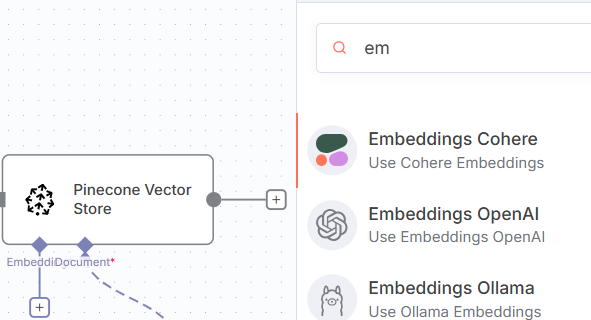 em
Embeddings Cohere
Use Cohere Embeddings
Pinecone Vector
Store
Embeddings OpenAI
Use Embeddings OpenAI
Embeddi
Document*
Embeddings Ollama
Use Ollama Embeddings